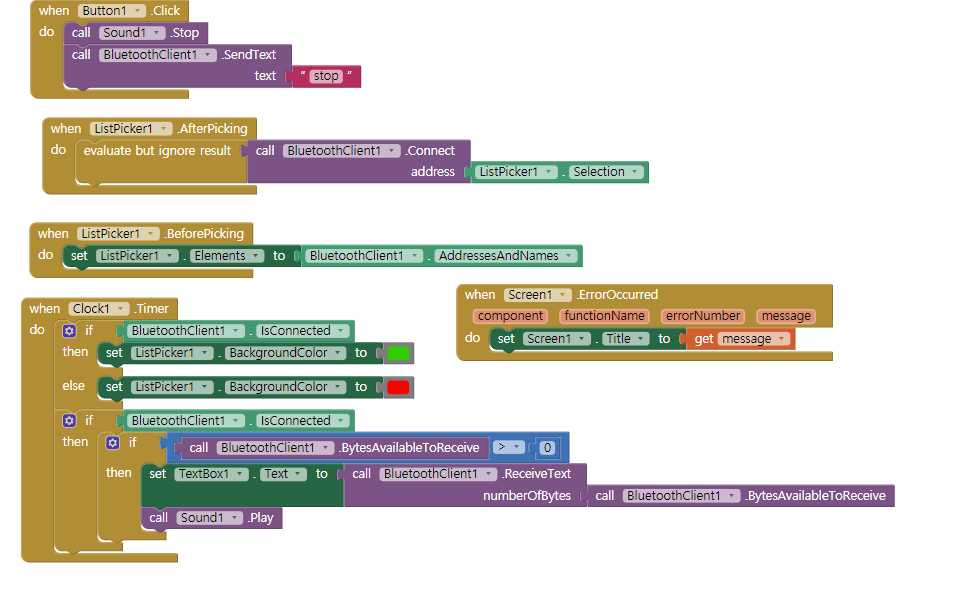 when Button1 .Click
do call Sound1 .Stop
call BluetoothClient1 .SendText
text " stop "
when ListPicker1 .AfterPicking
do evaluate but ignore result call BluetoothClient1 .Connect
address ListPicker1 . Selection
when ListPicker1 .BeforePicking
do set ListPicker1 . Elements to BluetoothClient1 . AddressesAndNames
when Screen1 .ErrorOccurred
component functionName errorNumber message
do set Screen1 . Title to get message
when Clock1 .Timer
do if BluetoothClient1 . IsConnected
then set ListPicker1 . BackgroundColor to
else set ListPicker1 . BackgroundColor to
if BluetoothClient1 . IsConnected
then if call BluetoothClient1 .BytesAvailableToReceive > 0
then set TextBox1 . Text to call BluetoothClient1 .ReceiveText
numberOfBytes call BluetoothClient1 .BytesAvailableToReceive
call Sound1 .Play